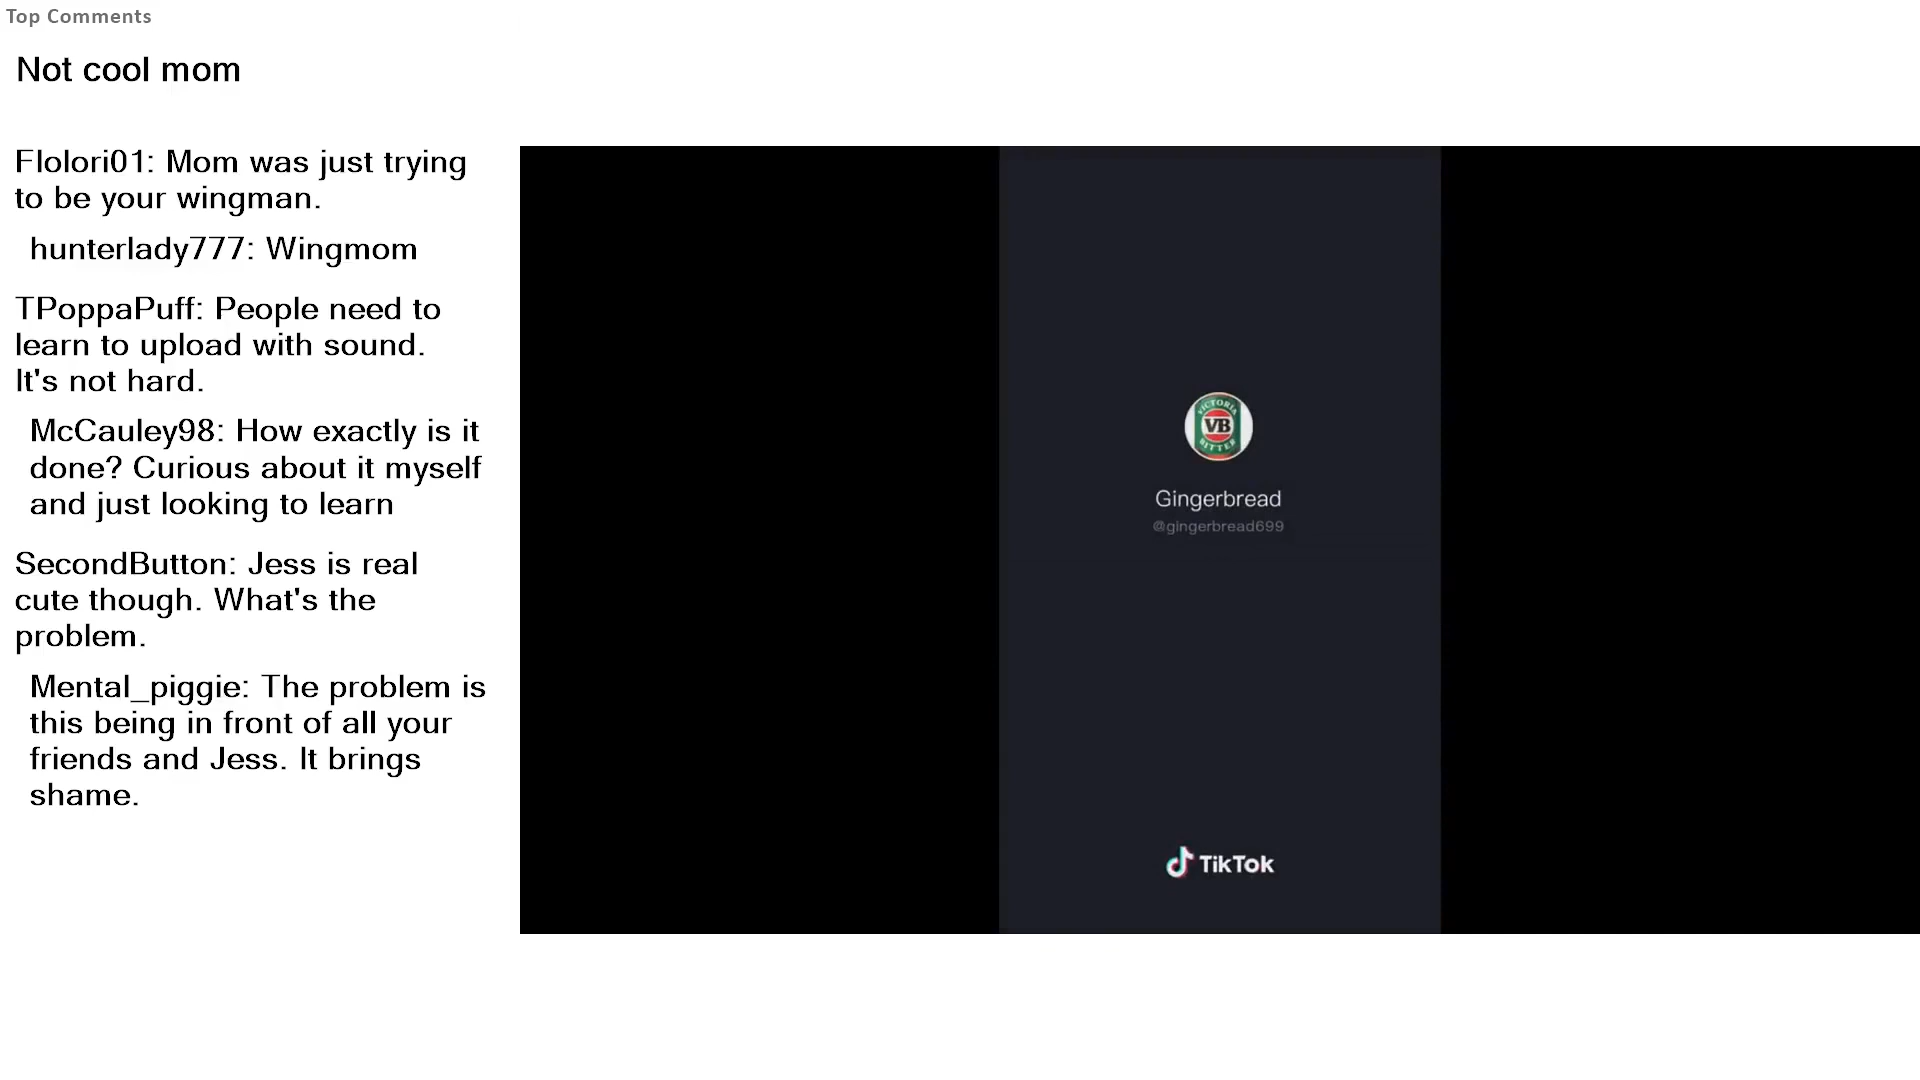 Top Comments
Not cool mom
Flolori01: Mom was just trying
to be your wingman.
hunterlady777: Wingmom
TPoppaPuff: People need to
learn to upload with sound.
It's not hard.
McCauley98: How exactly is it
done? Curious about it myself
and just looking to learn
SecondButton: Jess is real
cute though. What's the
problem.
Mental_piggie: The problem is
this being in front of all your
friends and Jess. It brings
shame.
VICTORIA
VB
BITTER
Gingerbread
@gingerbread699
TikTok